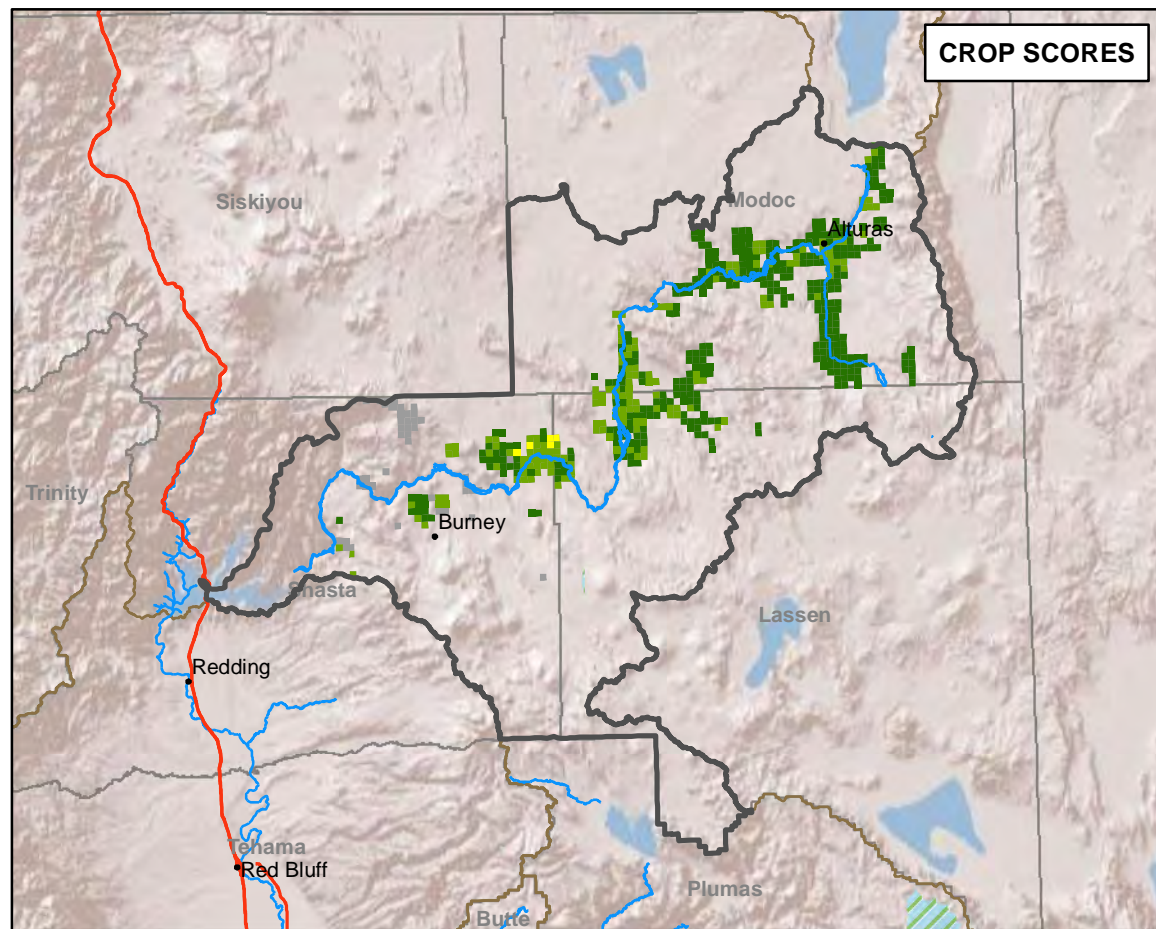 CROP SCORES
Siskiyou
Modoc
Alturas
Trinity
Burney
Shasta
Lassen
Redding
Tehama
Red Bluff
Plumas
Butte